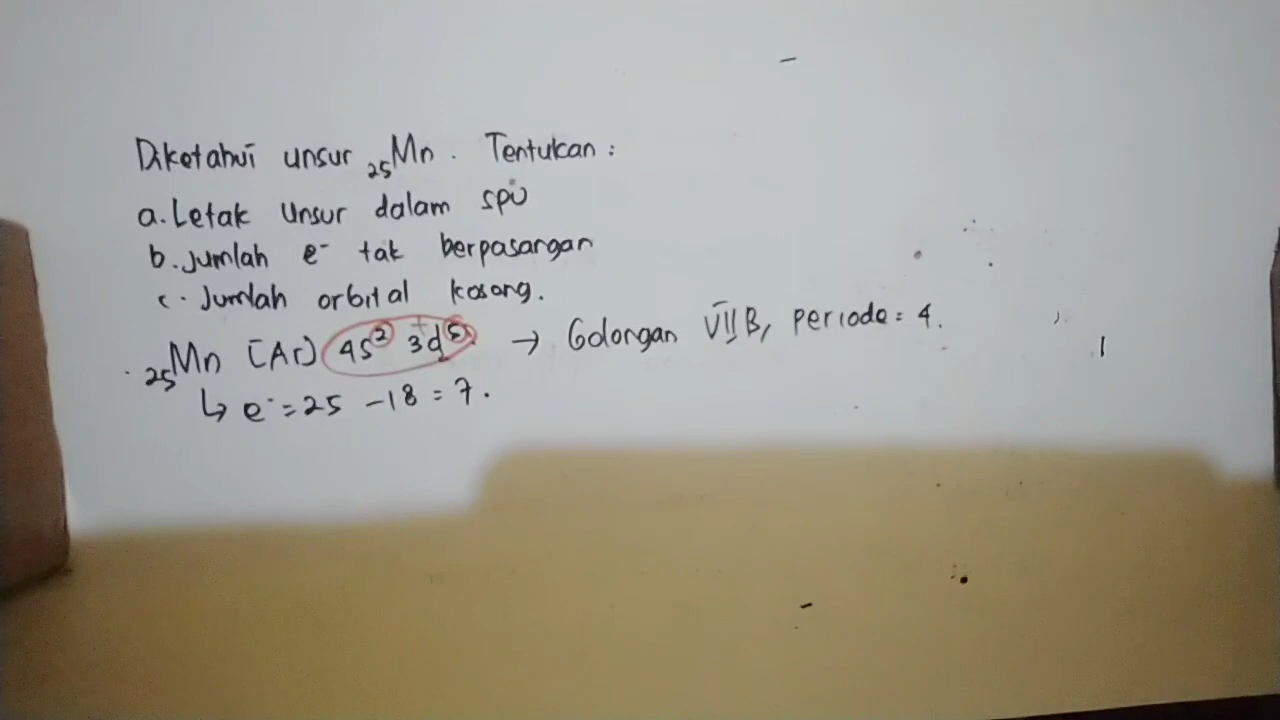 Diketahui unsur ₂₅Mn. Tentukan :
a. Letak Unsur dalam spu
b. Jumlah e⁻ tak berpasangan
c. Jumlah orbital kosong.
₂₅Mn [Ar] 4s² 3d⁵ → Golongan VIIB, periode = 4.
↳ e⁻ = 25 - 18 = 7.